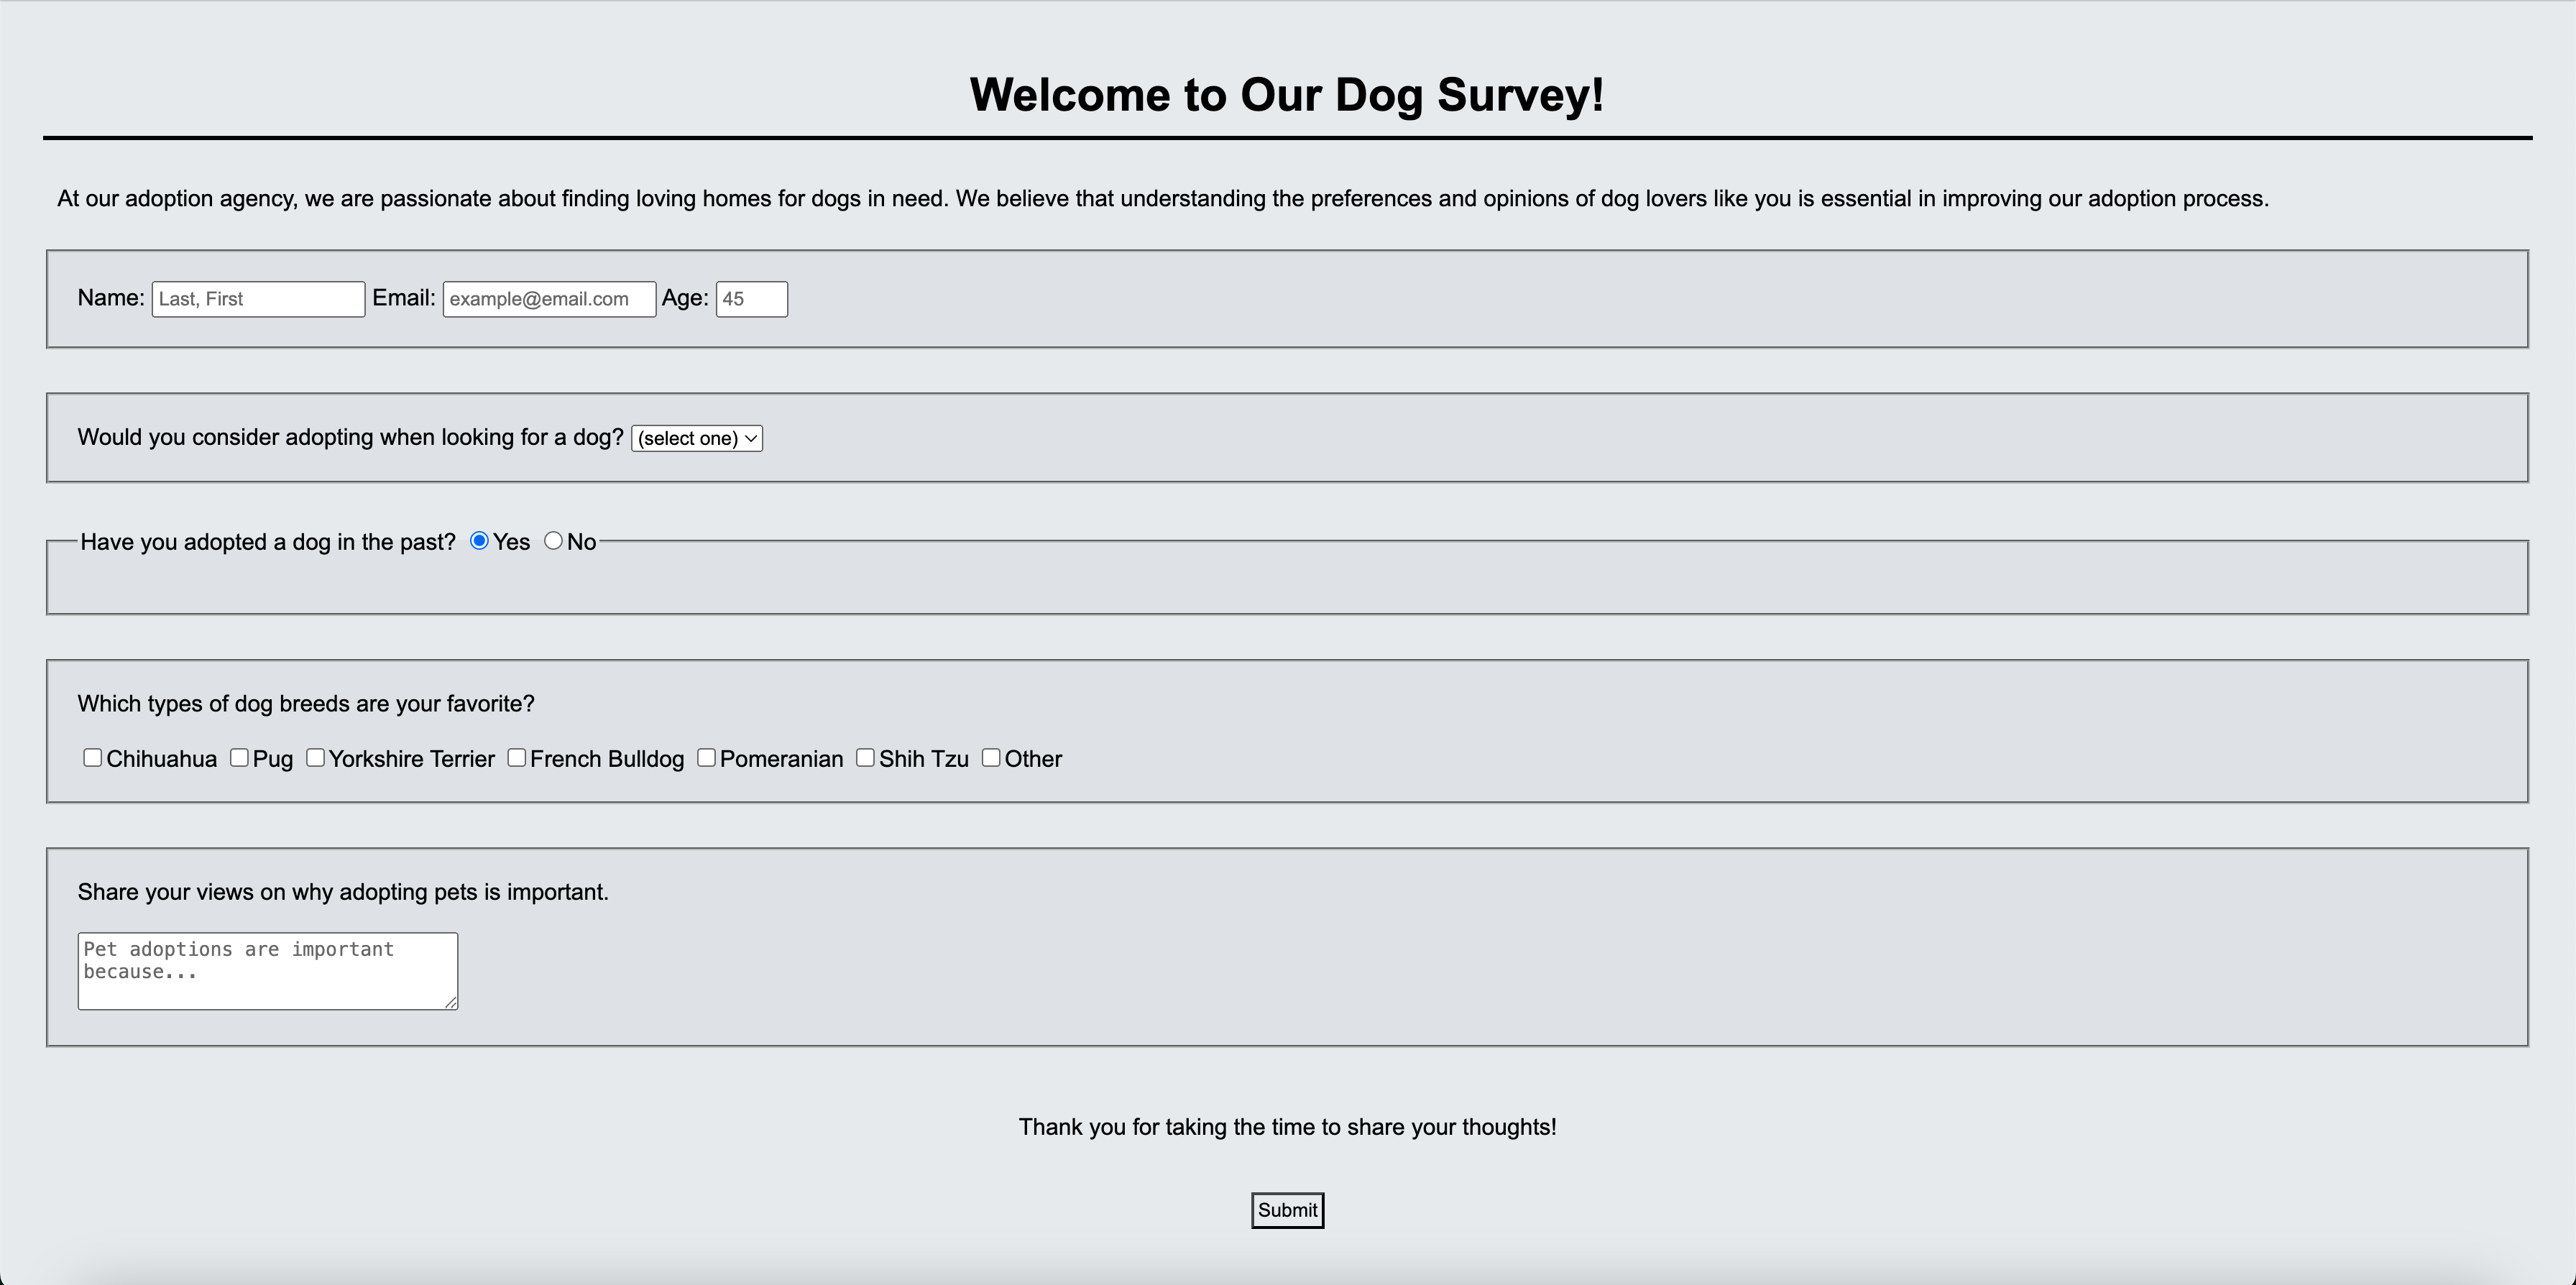 Welcome to Our Dog Survey!
At our adoption agency, we are passionate about finding loving homes for dogs in need. We believe that understanding the preferences and opinions of dog lovers like you is essential in improving our adoption process.
Name: Last, First Email: example@email.com Age: 45
Would you consider adopting when looking for a dog? (select one)
Have you adopted a dog in the past? Yes No
Which types of dog breeds are your favorite?
Chihuahua Pug Yorkshire Terrier French Bulldog Pomeranian Shih Tzu Other
Share your views on why adopting pets is important.
Pet adoptions are important
because...
Thank you for taking the time to share your thoughts!
Submit